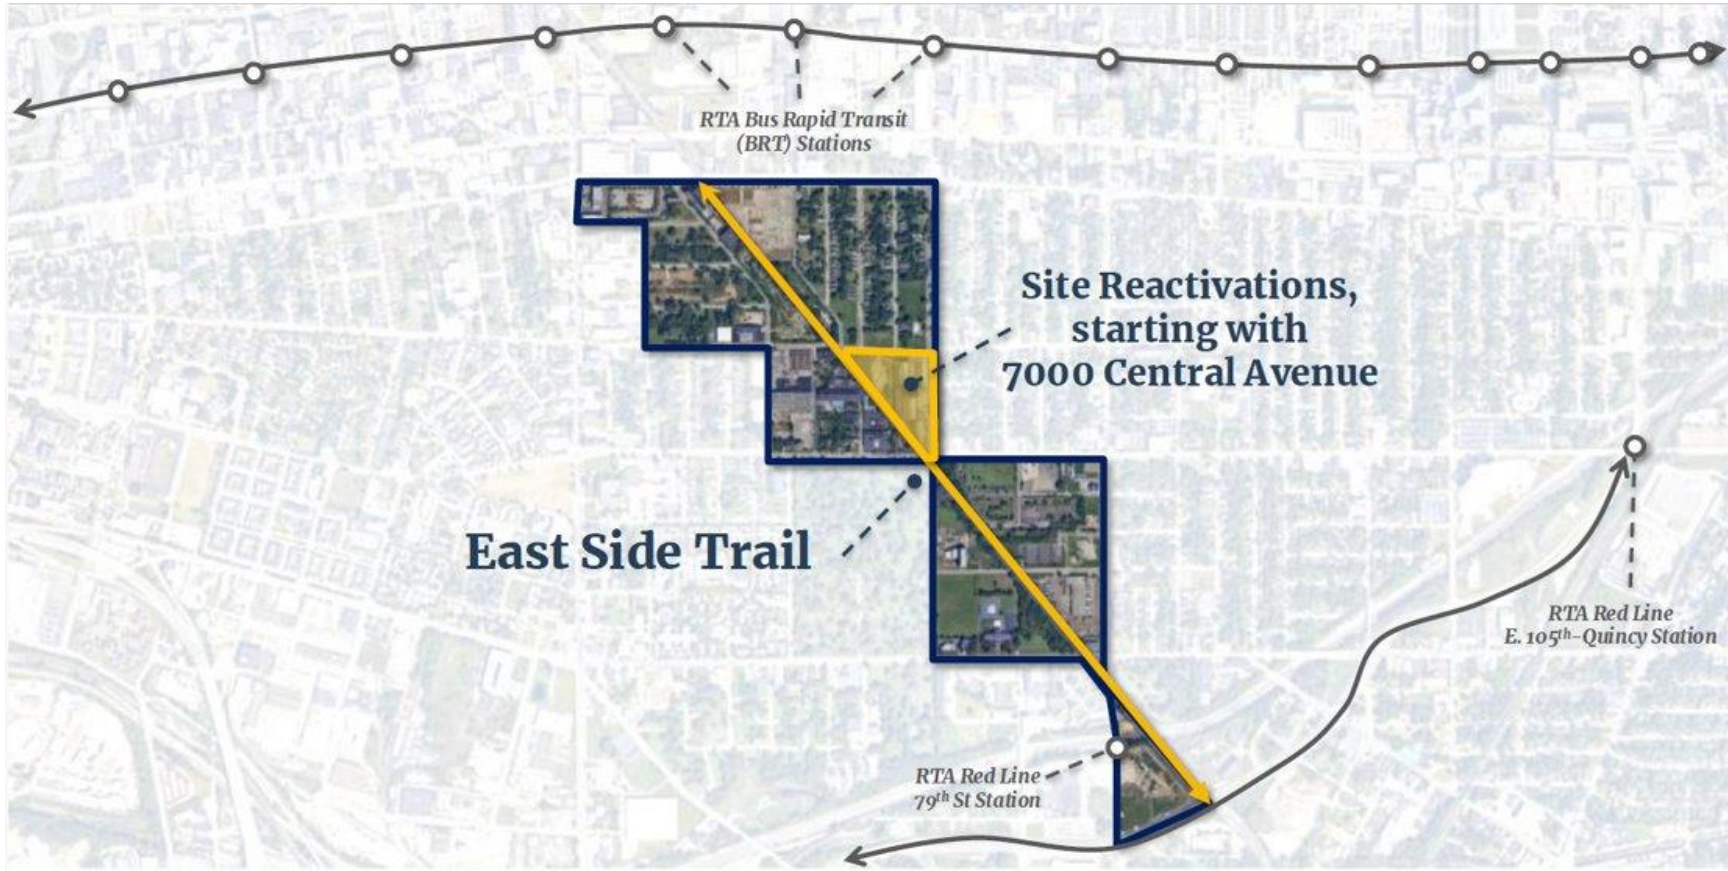 RTA Bus Rapid Transit
(BRT) Stations
Site Reactivations,
starting with
7000 Central Avenue
East Side Trail
RTA Red Line
E. 105th-Quincy Station
RTA Red Line
79th St Station